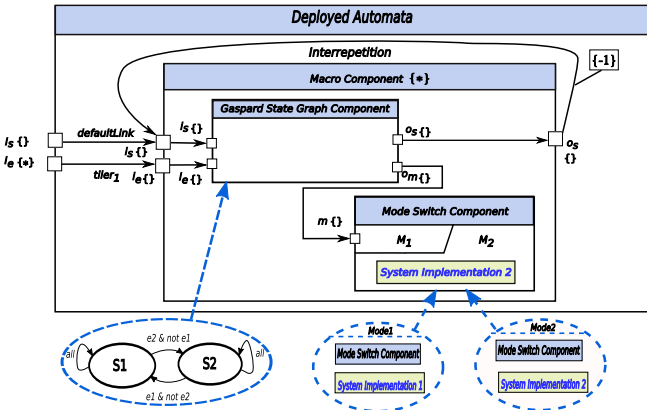 Deployed Automata
Interrepetition
{-1}
Macro Component {*}
Gaspard State Graph Component
Is {}
defaultLink
Is {}
Is {}
os {}
os
{}
Ie {*}
tiler1
Ie {}
Ie {}
om {}
m {}
Mode Switch Component
M1
M2
System Implementation 2
all
S1
e2 & not e1
S2
all
e1 & not e2
Mode1
Mode Switch Component
System Implementation 1
Mode2
Mode Switch Component
System Implementation 2